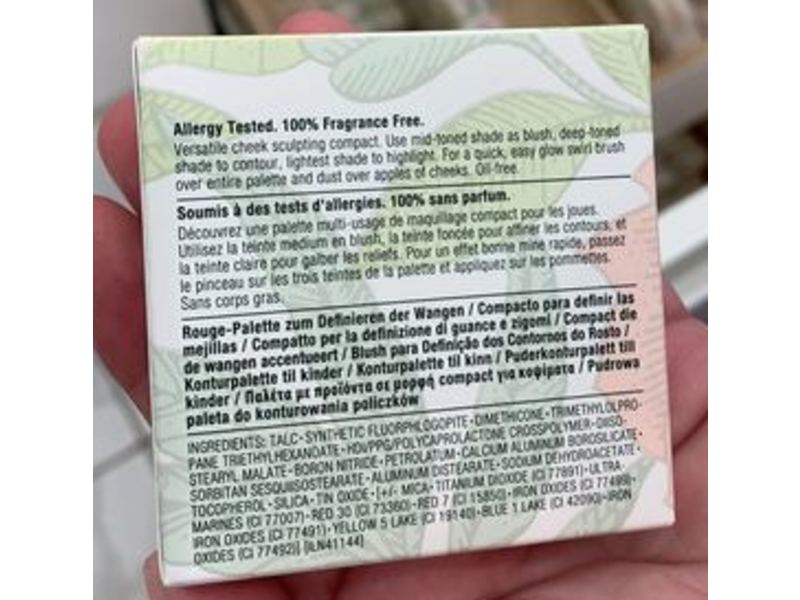 Allergy Tested. 100% Fragrance Free.
Versatile cheek sculpting compact. Use mid-toned shade as blush, deep-toned
shade to contour, lightest shade to highlight. For a quick, easy glow swirl brush
over entire palette and dust over apples of cheeks. Oil-free.
Soumis à des tests d'allergies. 100% sans parfum.
Découvrez une palette multi-usage de maquillage compact pour les joues.
Utilisez la teinte medium en blush, la teinte foncée pour affiner les contours, et
la teinte claire pour galber les reliefs. Pour un effet bonne mine rapide, passez
le pinceau sur les trois teintes de la palette et appliquez sur les pommettes.
Sans corps gras.
Rouge-Palette zum Definieren der Wangen / Compacto para definir las
mejillas / Compatto per la definizione di guance e zigomi / Compact die
de wangen accentueert / Blush para Definição dos Contornos do Rosto /
Konturpalette til kinder / Konturpalette til kinn / Puderkonturpalett till
kinder / Παλέτα με προϊόντα σε μορφή compact για κοψίματα / Pudrowa
paleta do konturowania policzków
INGREDIENTS: TALC • SYNTHETIC FLUORPHLOGOPITE • DIMETHICONE • TRIMETHYLOLPRO-
PANE TRIETHYLHEXANOATE • HDI/PPG/POLYCAPROLACTONE CROSSPOLYMER • DIISO-
STEARYL MALATE • BORON NITRIDE • PETROLATUM • CALCIUM ALUMINUM BOROSILICATE •
SORBITAN SESQUIISOSTEARATE • ALUMINUM DISTEARATE • SODIUM DEHYDROACETATE •
TOCOPHEROL • SILICA • TIN OXIDE • [+/- MICA • TITANIUM DIOXIDE (CI 77891) • ULTRA-
MARINES (CI 77007) • RED 30 (CI 73360) • RED 7 (CI 15850) • IRON OXIDES (CI 77499) •
IRON OXIDES (CI 77491) • YELLOW 5 LAKE (CI 19140) • BLUE 1 LAKE (CI 42090) • IRON
OXIDES (CI 77492)] [ILN41144]